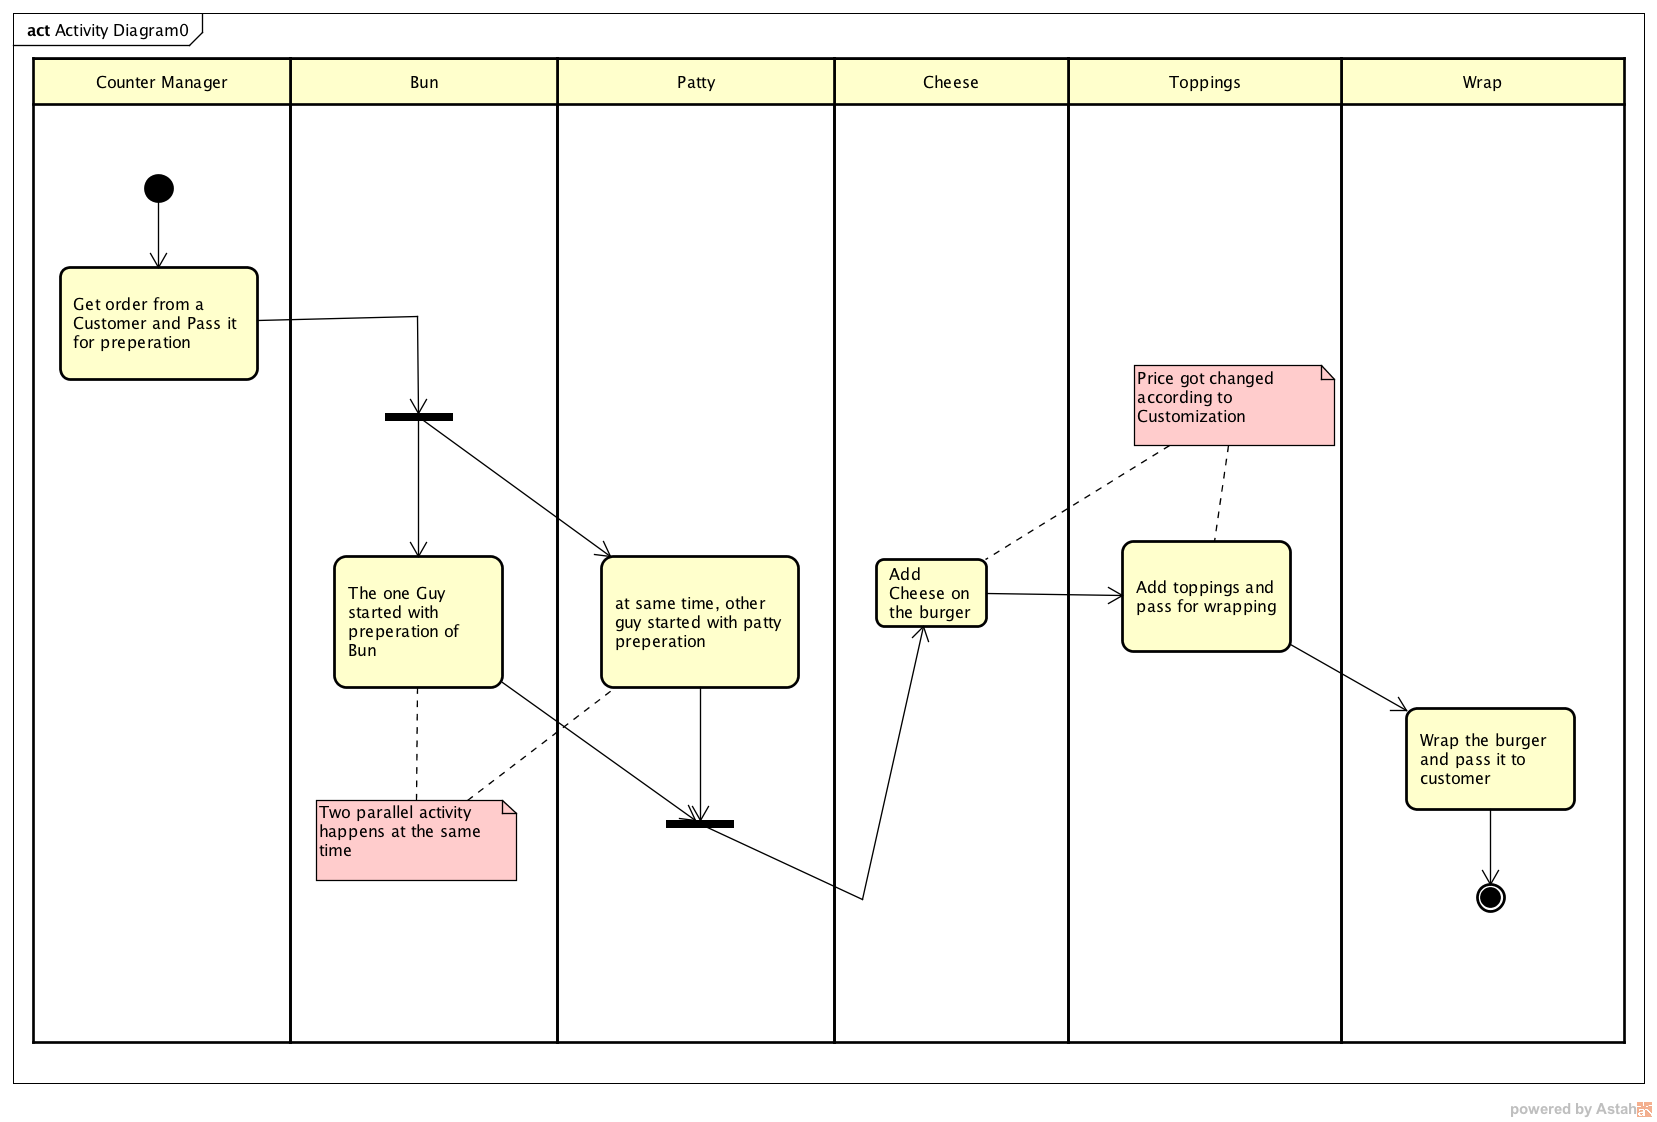 act Activity Diagram0
Counter Manager
Bun
Patty
Cheese
Toppings
Wrap
Get order from a
Customer and Pass it
for preperation
Price got changed
according to
Customization
The one Guy
started with
preperation of
Bun
at same time, other
guy started with patty
preperation
Add
Cheese on
the burger
Add toppings and
pass for wrapping
Wrap the burger
and pass it to
customer
Two parallel activity
happens at the same
time
powered by Astah